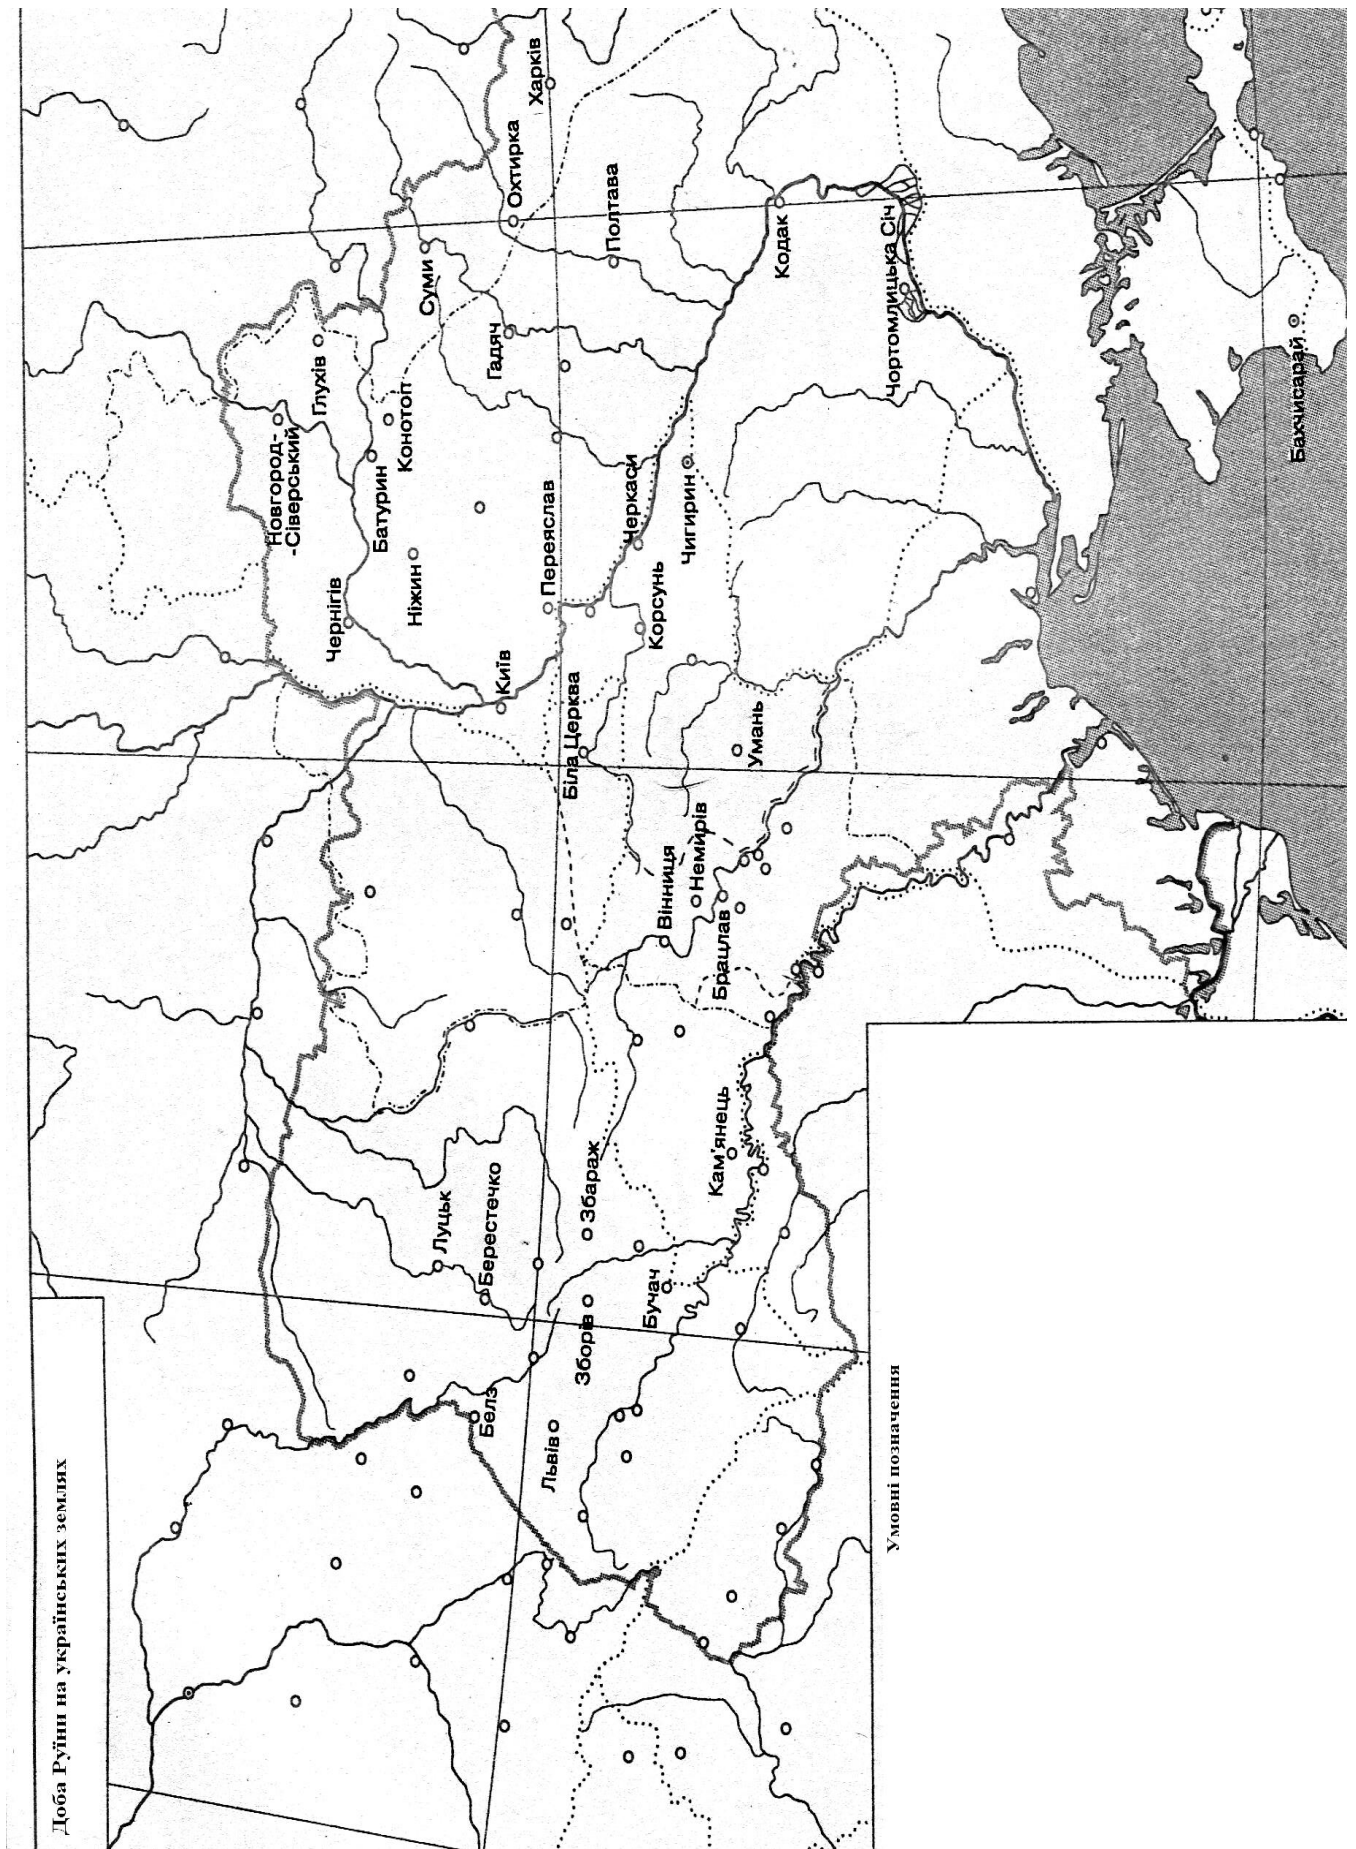 Доба Руїни на українських землях
Новгород-
-Сіверський
Глухів
Чернігів
Батурин
Конотоп
Ніжин
Суми
Гадяч
Охтирка
Харків
Полтава
Київ
Переяслав
Черкаси
Корсунь
Чигирин
Біла Церква
Умань
Кодак
Чортомлицька Січ
Бахчисарай
Вінниця
Немирів
Брацлав
Кам'янець
Луцьк
Берестечко
Збараж
Зборів
Бучач
Белз
Львів
Умовні позначення